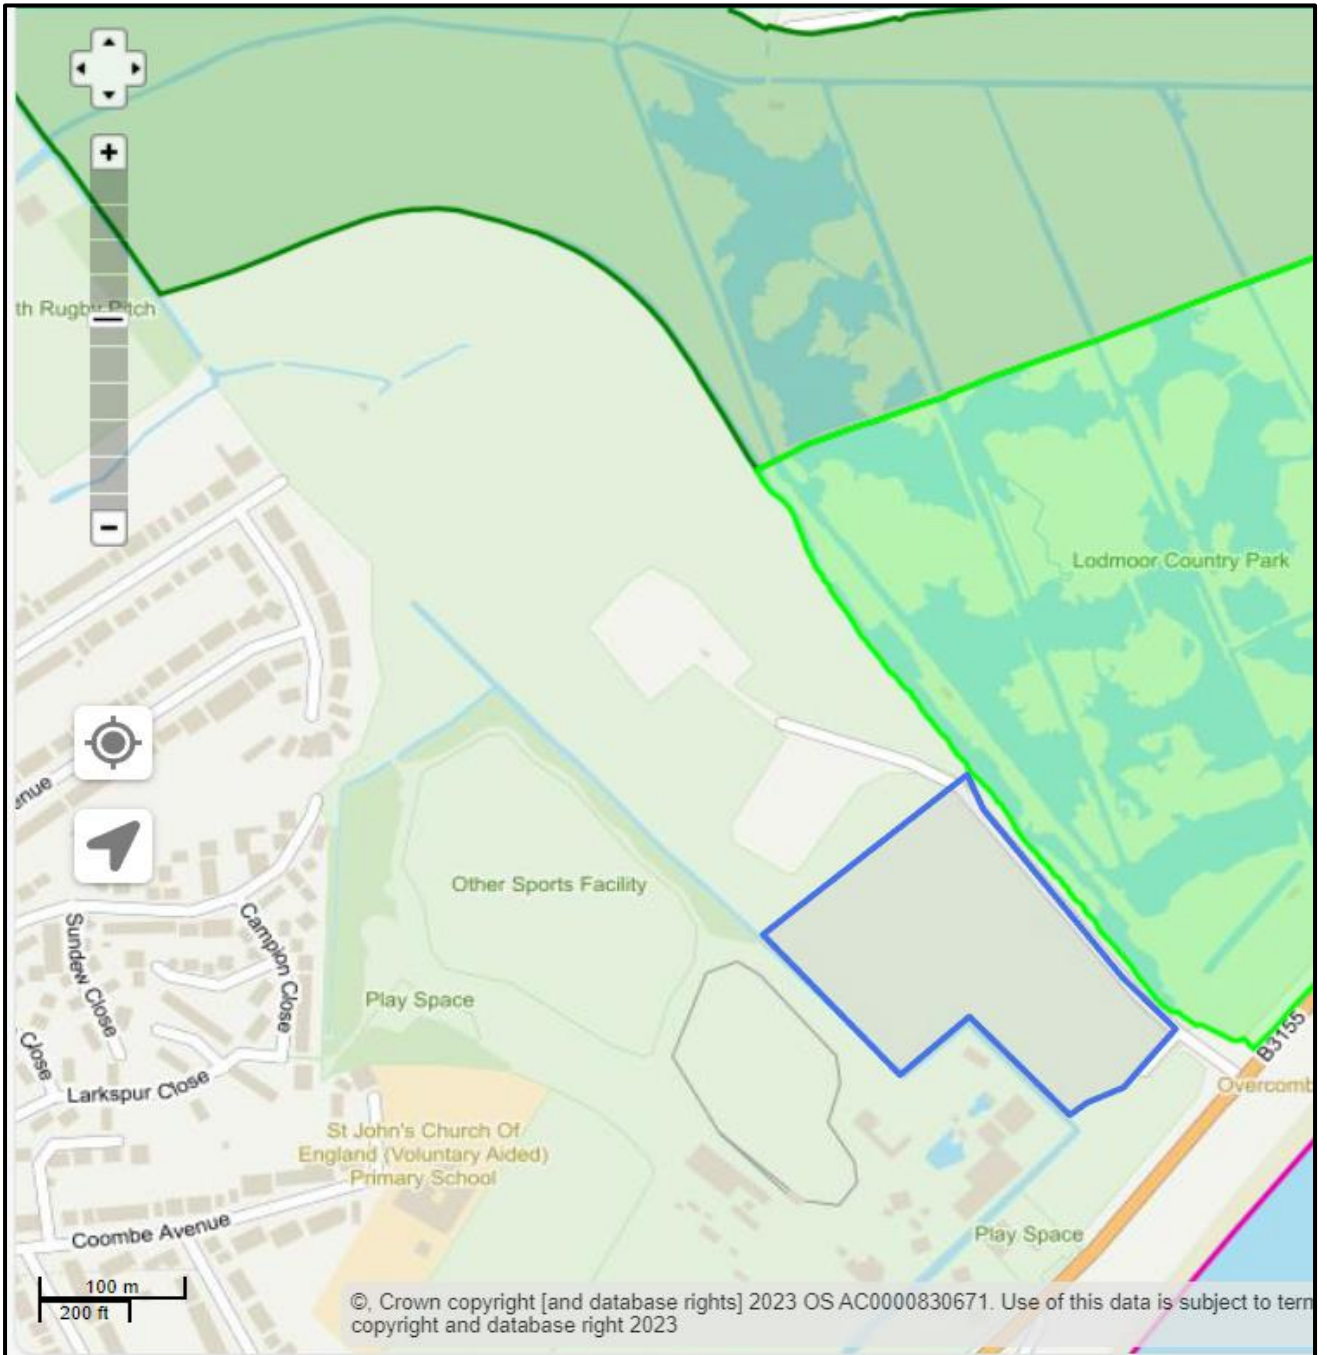 +
th Rugby Pitch
−
Lodmoor Country Park
enue
Other Sports Facility
Sundew Close
Campion Close
Play Space
Close
Larkspur Close
B3155
Overcomb
St John's Church Of
England (Voluntary Aided)
Primary School
Coombe Avenue
Play Space
100 m
200 ft
©, Crown copyright [and database rights] 2023 OS AC0000830671. Use of this data is subject to tern
copyright and database right 2023